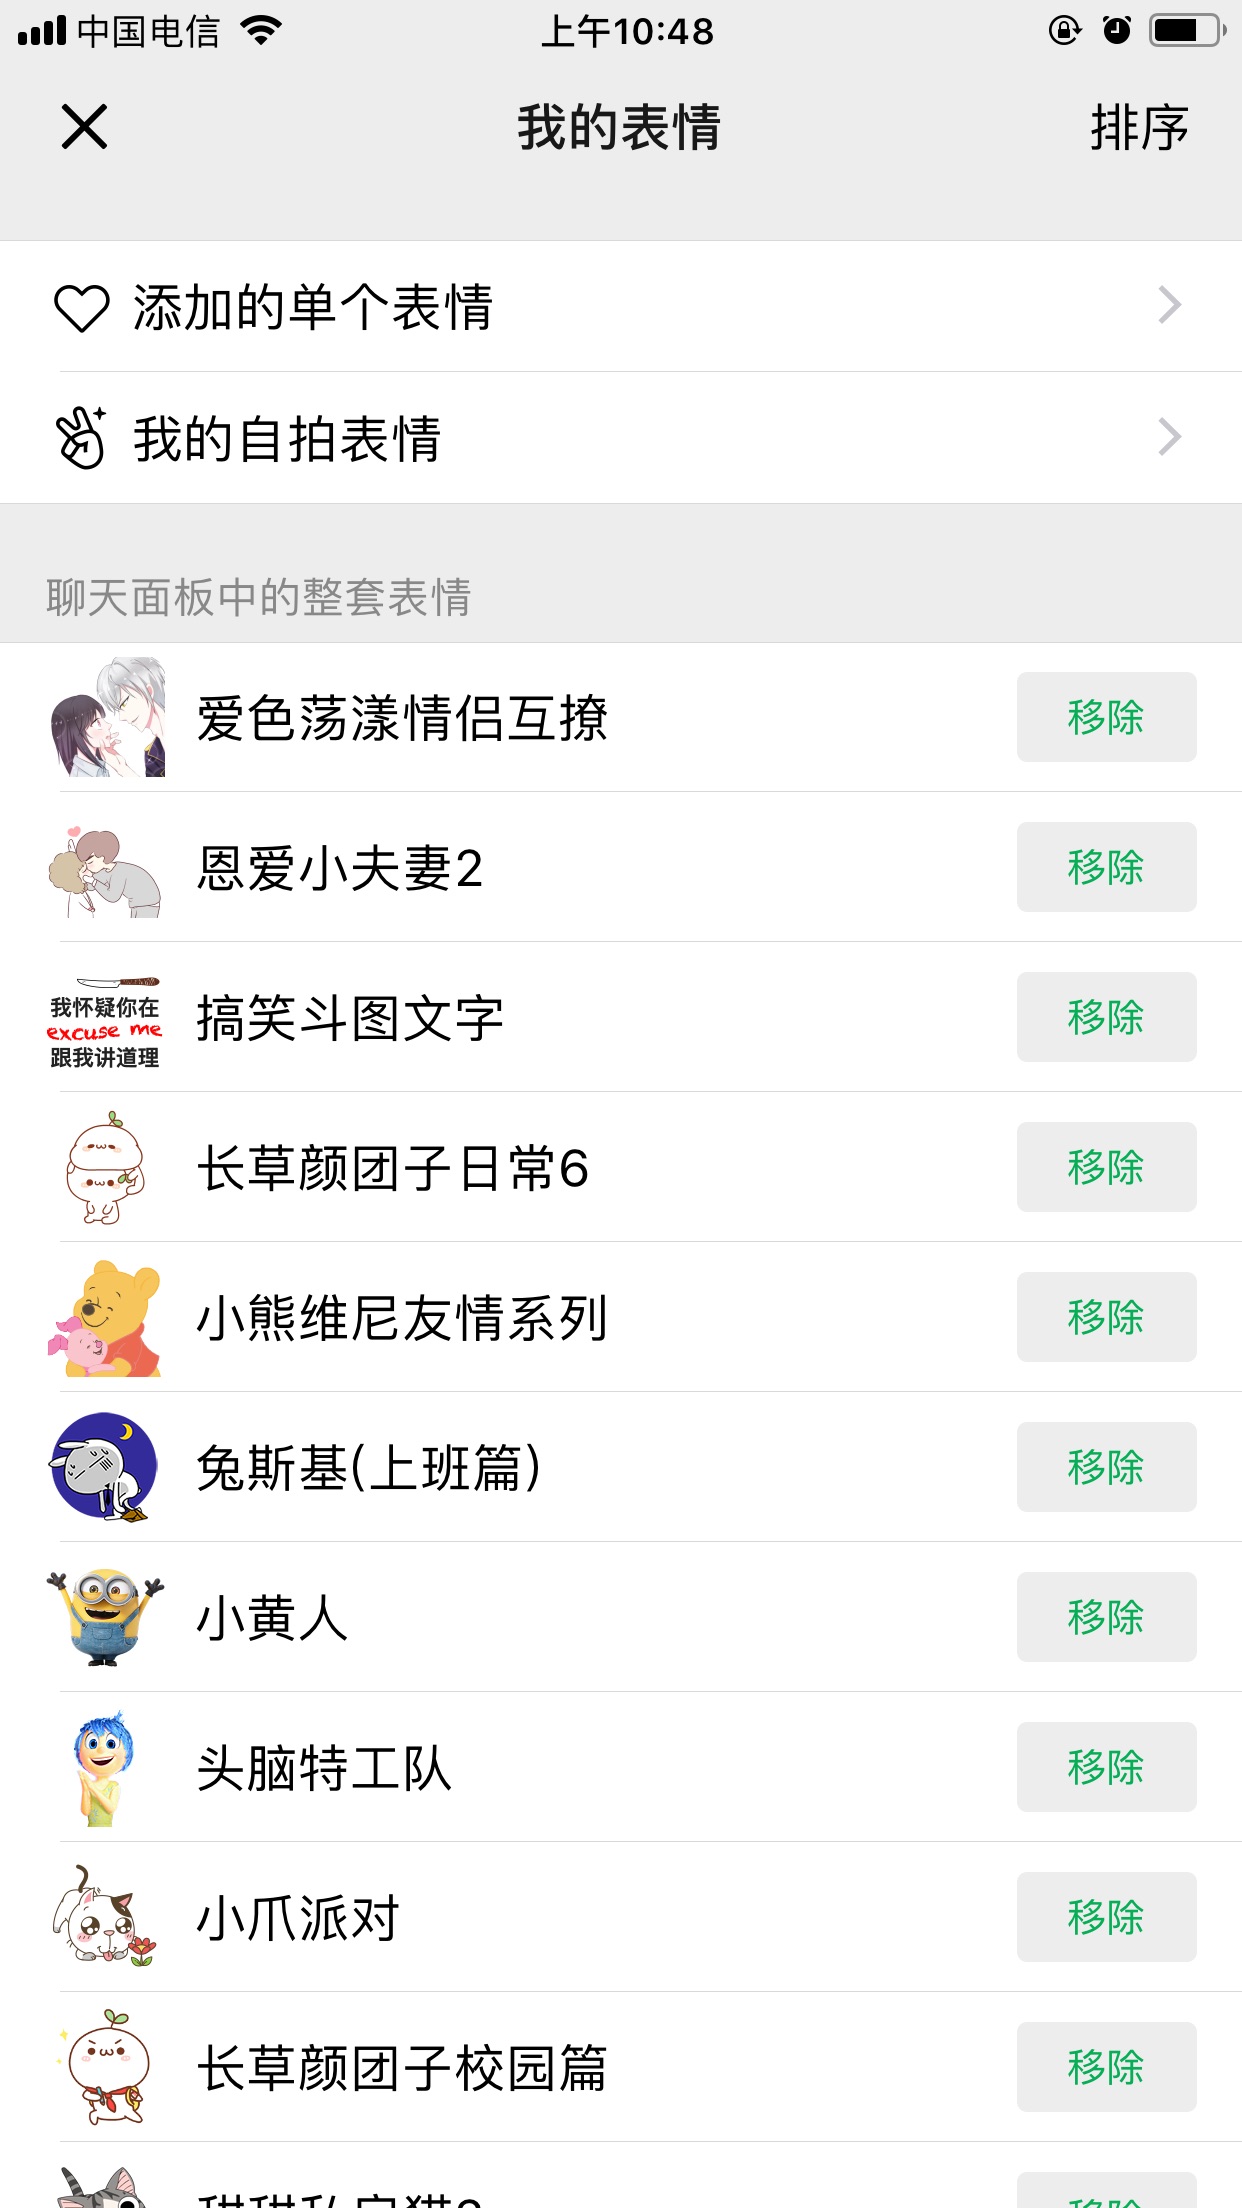 中国电信
上午10:48
我的表情
排序
添加的单个表情
我的自拍表情
聊天面板中的整套表情
爱色荡漾情侣互撩
移除
恩爱小夫妻2
移除
我怀疑你在
excuse me
跟我讲道理
搞笑斗图文字
移除
长草颜团子日常6
移除
小熊维尼友情系列
移除
兔斯基(上班篇)
移除
小黄人
移除
头脑特工队
移除
小爪派对
移除
长草颜团子校园篇
移除
甜甜私房猫2
移除